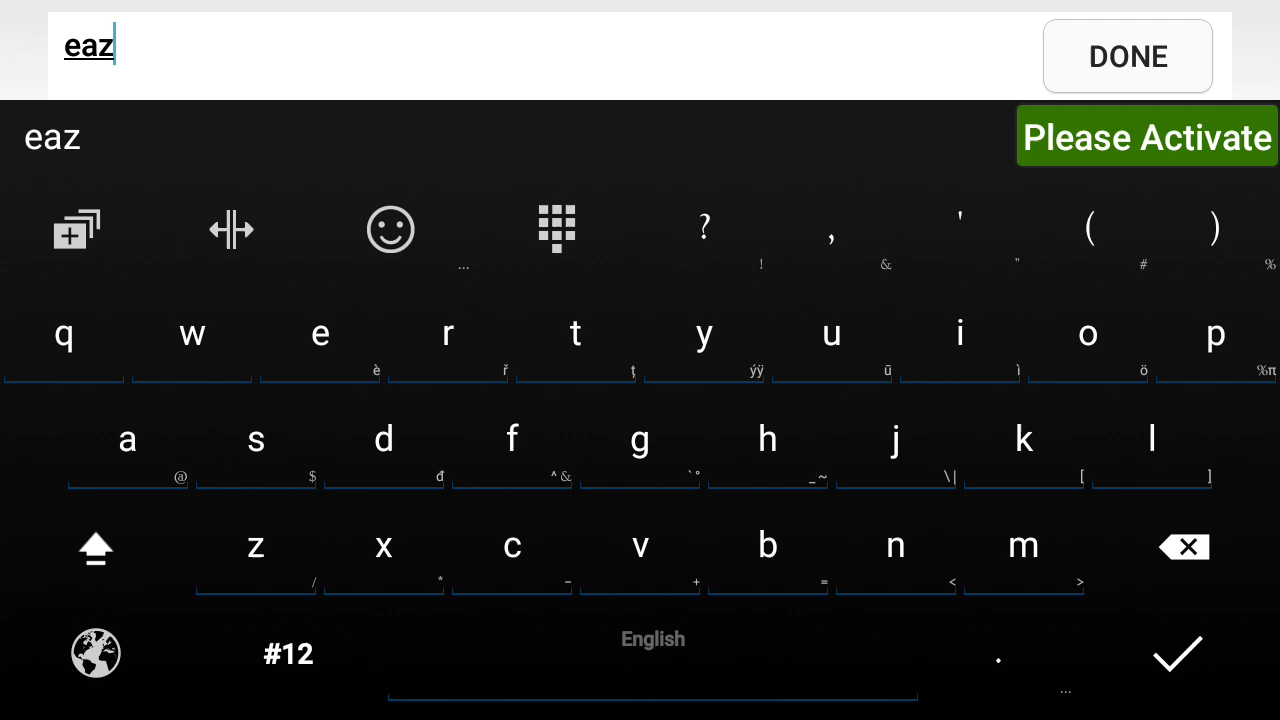 eaz
DONE
eaz
Please Activate
? , ' ( )
... ! & " # %
q w e r t y u i o p
è ř ţ ýÿ ū ì ö %π
a s d f g h j k l
@ $ đ ^& `° _~ \| [ ]
z x c v b n m
/ * − + = < >
#12 English .
...